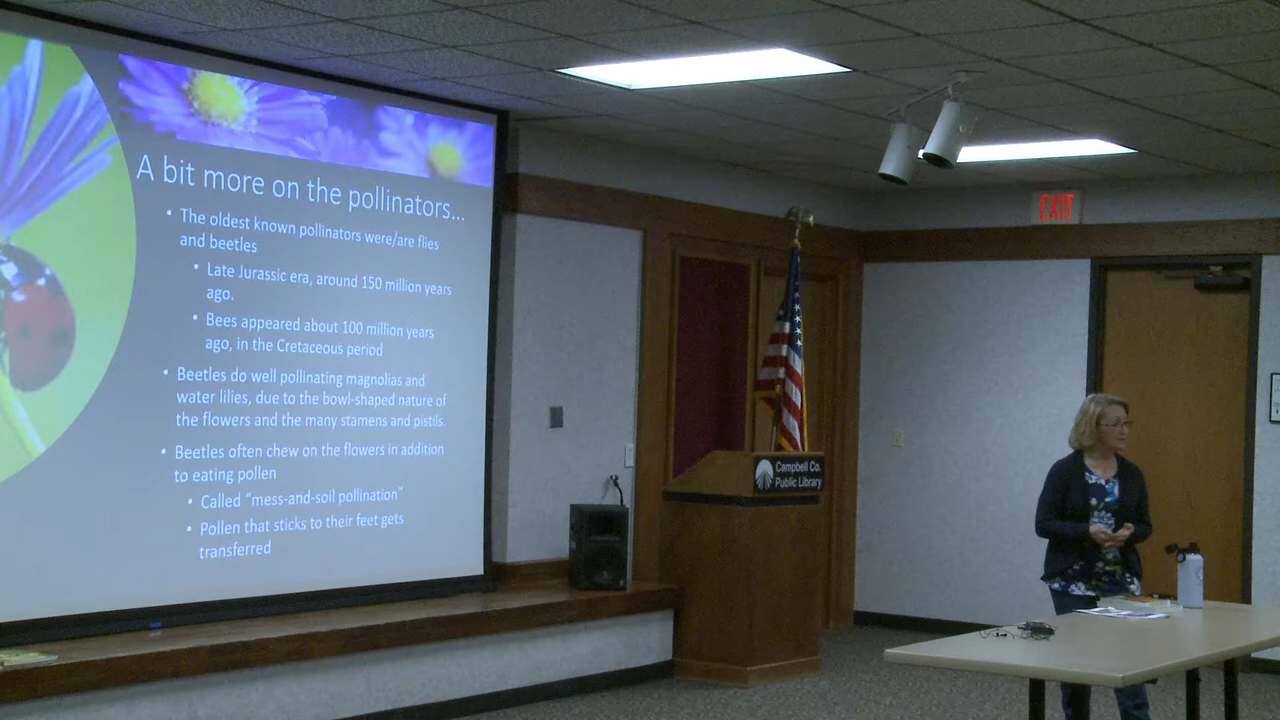 A bit more on the pollinators...
• The oldest known pollinators were/are flies
and beetles
• Late Jurassic era, around 150 million years
ago.
• Bees appeared about 100 million years
ago, in the Cretaceous period
• Beetles do well pollinating magnolias and
water lilies, due to the bowl-shaped nature of
the flowers and the many stamens and pistils.
• Beetles often chew on the flowers in addition
to eating pollen
• Called “mess-and-soil pollination”
• Pollen that sticks to their feet gets
transferred
Campbell Co.
Public Library
EXIT